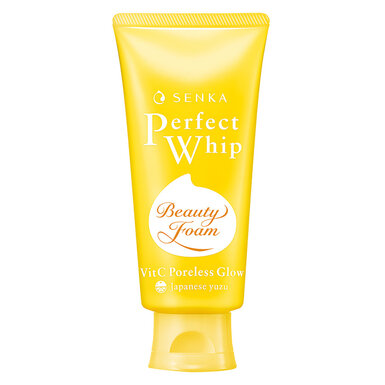 SENKA
Perfect
Whip
Beauty
Foam
VitC Poreless Glow
Japanese yuzu